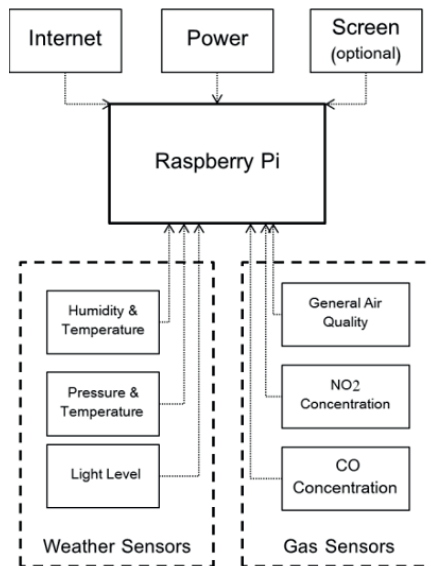 Internet
Power
Screen
(optional)
Raspberry Pi
Humidity &
Temperature
Pressure &
Temperature
Light Level
Weather Sensors
General Air
Quality
NO2
Concentration
CO
Concentration
Gas Sensors